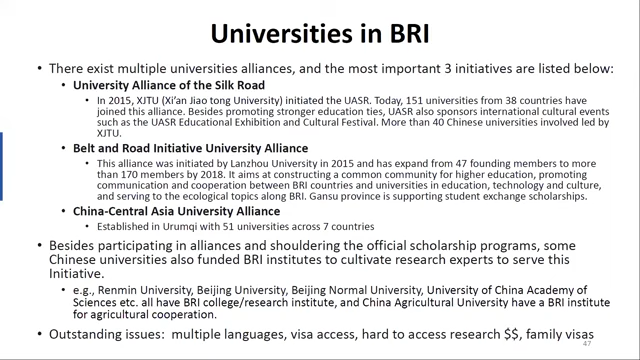 Universities in BRI
• There exist multiple universities alliances, and the most important 3 initiatives are listed below:
• University Alliance of the Silk Road
• In 2015, XJTU (Xi'an Jiao tong University) initiated the UASR. Today, 151 universities from 38 countries have
joined this alliance. Besides promoting stronger education ties, UASR also sponsors international cultural events
such as the UASR Educational Exhibition and Cultural Festival. More than 40 Chinese universities involved led by
XJTU.
• Belt and Road Initiative University Alliance
• This alliance was initiated by Lanzhou University in 2015 and has expand from 47 founding members to more
than 170 members by 2018. It aims at constructing a common community for higher education, promoting
communication and cooperation between BRI countries and universities in education, technology and culture,
and serving to the ecological topics along BRI. Gansu province is supporting student exchange scholarships.
• China-Central Asia University Alliance
• Established in Urumqi with 51 universities across 7 countries
• Besides participating in alliances and shouldering the official scholarship programs, some
Chinese universities also funded BRI institutes to cultivate research experts to serve this
Initiative.
• e.g., Renmin University, Beijing University, Beijing Normal University, University of China Academy of
Sciences etc. all have BRI college/research institute, and China Agricultural University have a BRI institute
for agricultural cooperation.
• Outstanding issues: multiple languages, visa access, hard to access research $$, family visas
47